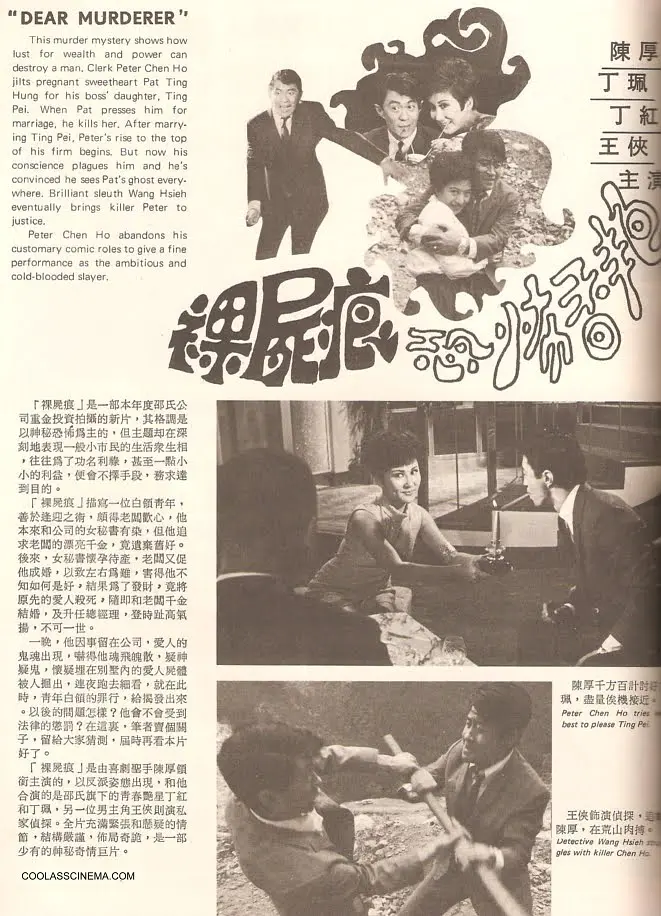 “DEAR MURDERER”
This murder mystery shows how
lust for wealth and power can
destroy a man. Clerk Peter Chen Ho
jilts pregnant sweetheart Pat Ting
Hung for his boss’ daughter, Ting
Pei. When Pat presses him for
marriage, he kills her. After marry-
ing Ting Pei, Peter’s rise to the top
of his firm begins. But now his
conscience plagues him and he’s
convinced he sees Pat’s ghost every-
where. Brilliant sleuth Wang Hsieh
eventually brings killer Peter to
justice.
Peter Chen Ho abandons his
customary comic roles to give a fine
performance as the ambitious and
cold-blooded slayer.
陳厚
丁珮
丁紅
王俠
主演
裸屍痕
恐怖奇
「裸屍痕」是一部本年度邵氏公
司重金投資拍攝的新片，其格調是
以神秘恐怖爲主的，但主題却在深
刻地表現一般小市民的生活衆生相
，往往爲了功名利祿，甚至一點小
小的利益，便會不擇手段，務求達
到目的。
「裸屍痕」描寫一位白領青年，
善於逢迎之術，頗得老闆歡心，他
本來和公司的女秘書有染，但他追
求老闆的漂亮千金，竟遺棄舊好。
後來，女秘書懷孕待產，老闆又促
他成婚，以致左右爲難，害得他不
知如何是好，結果爲了發財，竟將
原先的愛人殺死，隨即和老闆千金
結婚，及升任總經理，登時趾高氣
揚，不可一世。
一晚，他因事留在公司，愛人的
鬼魂出現，嚇得他魂飛魄散，疑神
疑鬼，懷疑埋在別墅內的愛人屍體
被人掘出，連夜跑去細看，就在此
時，青年白領的罪行，給揭發出來
。以後的問題怎樣？他會不會受到
法律的懲罰？在這裏，筆者賣個關
子，留給大家猜測，屆時再看本片
好了。
「裸屍痕」是由喜劇聖手陳厚領
銜主演的，以反派姿態出現，和他
合演的是邵氏旗下的青春艷星丁紅
和丁珮，另一位男主角王俠則演私
家偵探。全片充滿緊張和懸疑的情
節，結構嚴謹，佈局奇詭，是一部
少有的神秘奇情巨片。
陳厚千方百計討好
珮，盡量俟機接近。
Peter Chen Ho tries
best to please Ting Pei.
王俠飾演偵探，追
陳厚，在荒山肉搏。
Detective Wang Hsieh
gles with killer Chen Ho.
COOLASSCINEMA.COM